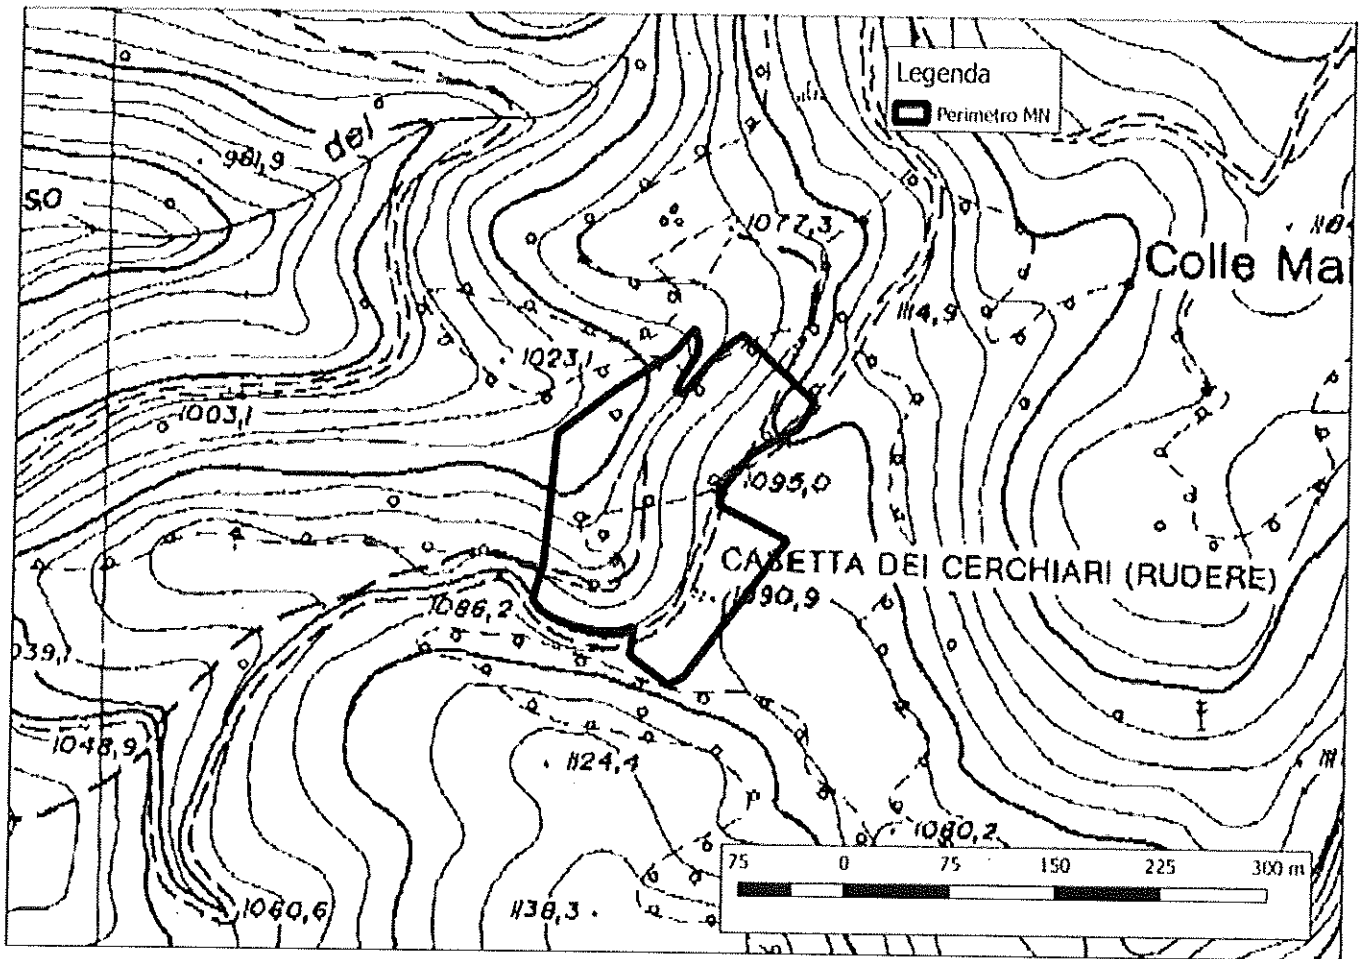 Legenda
Perimetro MN
del
981,9
SO
1077,3
Colle Ma
1114,9
1023,1
1003,1
1095,0
CASETTA DEI CERCHIARI (RUDERE)
1090,9
1086,2
039,1
1048,9
1124,4
1080,2
75 0 75 150 225 300 m
1060,6
1138,3